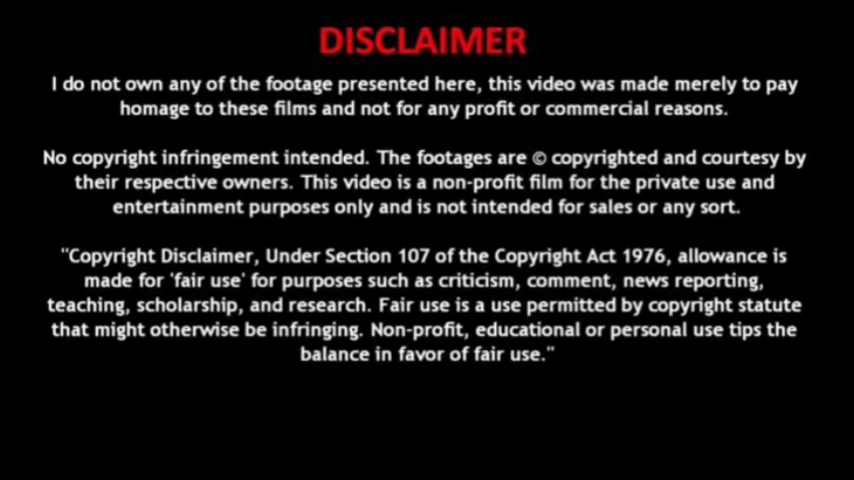 DISCLAIMER
I do not own any of the footage presented here, this video was made merely to pay
homage to these films and not for any profit or commercial reasons.
No copyright infringement intended. The footages are © copyrighted and courtesy by
their respective owners. This video is a non-profit film for the private use and
entertainment purposes only and is not intended for sales or any sort.
"Copyright Disclaimer, Under Section 107 of the Copyright Act 1976, allowance is
made for 'fair use' for purposes such as criticism, comment, news reporting,
teaching, scholarship, and research. Fair use is a use permitted by copyright statute
that might otherwise be infringing. Non-profit, educational or personal use tips the
balance in favor of fair use."